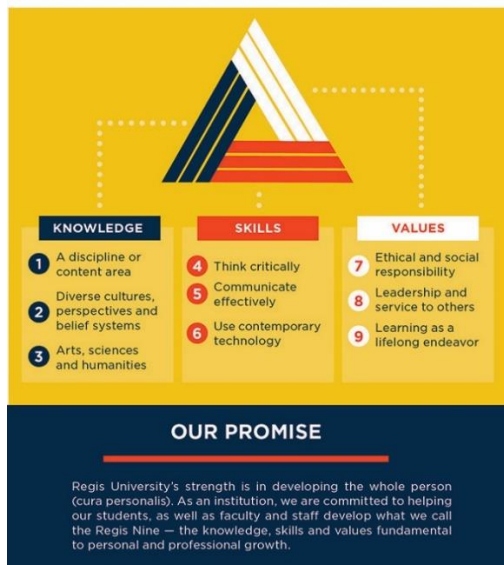 KNOWLEDGE
1 A discipline or
content area
2 Diverse cultures,
perspectives and
belief systems
3 Arts, sciences
and humanities
SKILLS
4 Think critically
5 Communicate
effectively
6 Use contemporary
technology
VALUES
7 Ethical and social
responsibility
8 Leadership and
service to others
9 Learning as a
lifelong endeavor
OUR PROMISE
Regis University's strength is in developing the whole person
(cura personalis). As an institution, we are committed to helping
our students, as well as faculty and staff develop what we call
the Regis Nine — the knowledge, skills and values fundamental
to personal and professional growth.